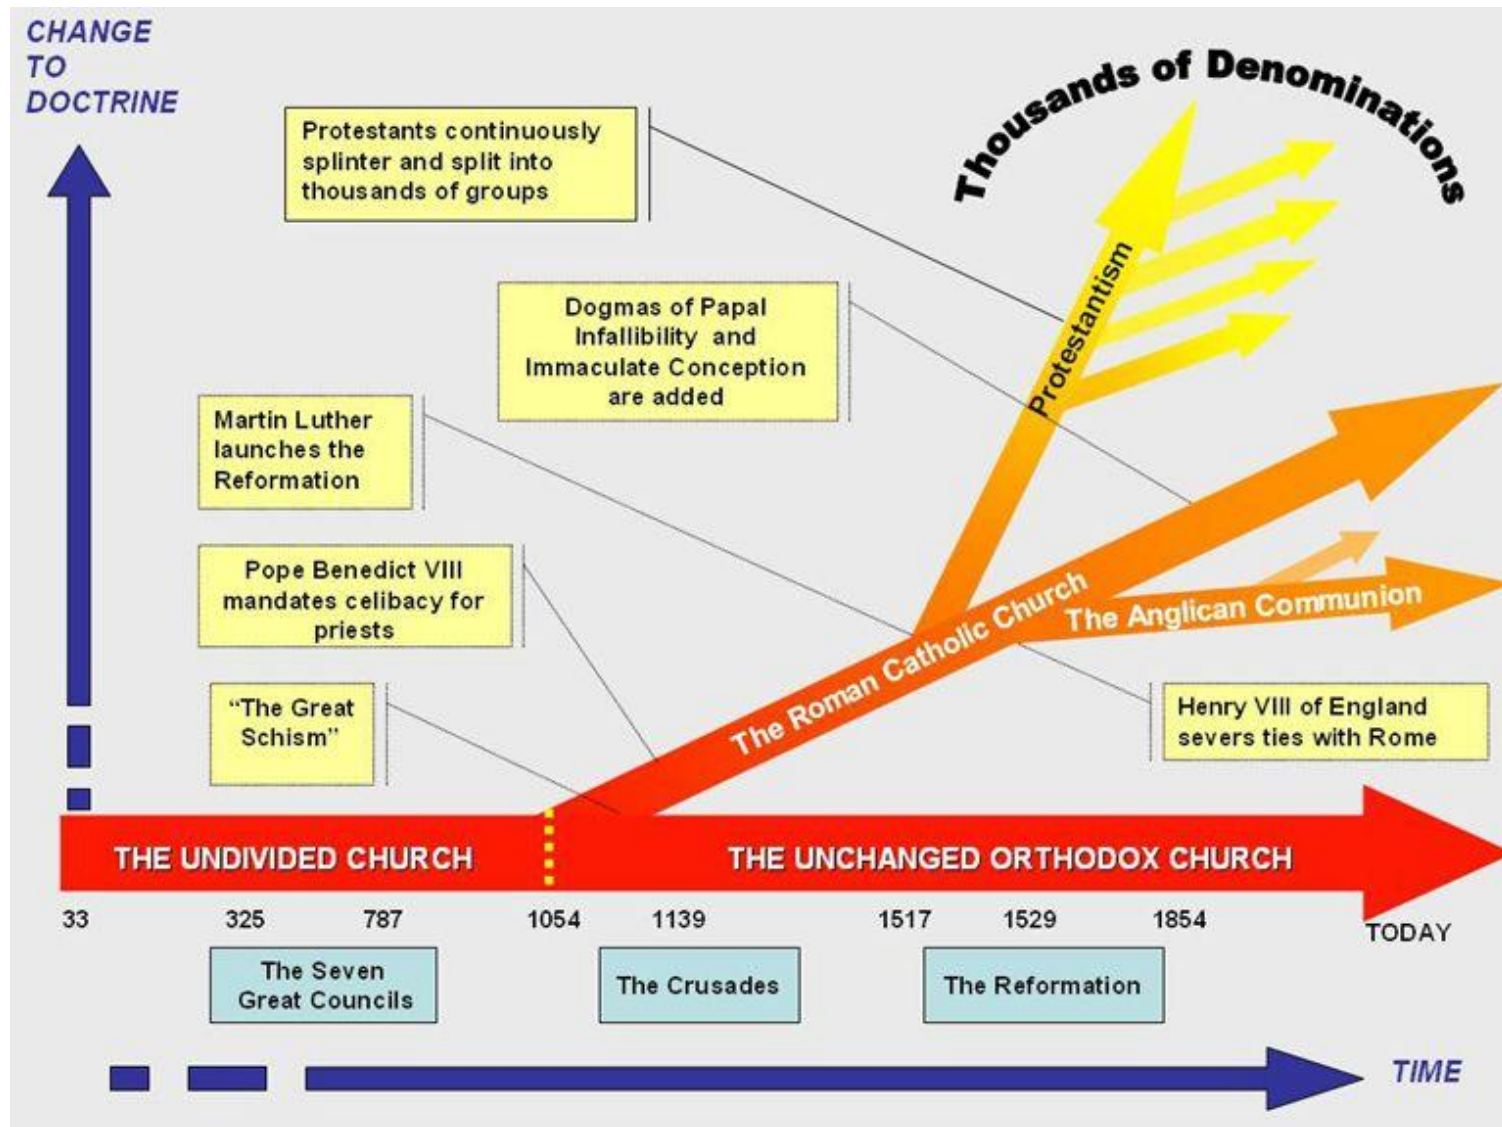 CHANGE
TO
DOCTRINE
Thousands of Denominations
Protestants continuously
splinter and split into
thousands of groups
Dogmas of Papal
Infallibility and
Immaculate Conception
are added
Martin Luther
launches the
Reformation
Pope Benedict VIII
mandates celibacy for
priests
“The Great
Schism”
Protestantism
The Roman Catholic Church
The Anglican Communion
Henry VIII of England
severs ties with Rome
THE UNDIVIDED CHURCH
THE UNCHANGED ORTHODOX CHURCH
33 325 787 1054 1139 1517 1529 1854 TODAY
The Seven
Great Councils
The Crusades
The Reformation
TIME